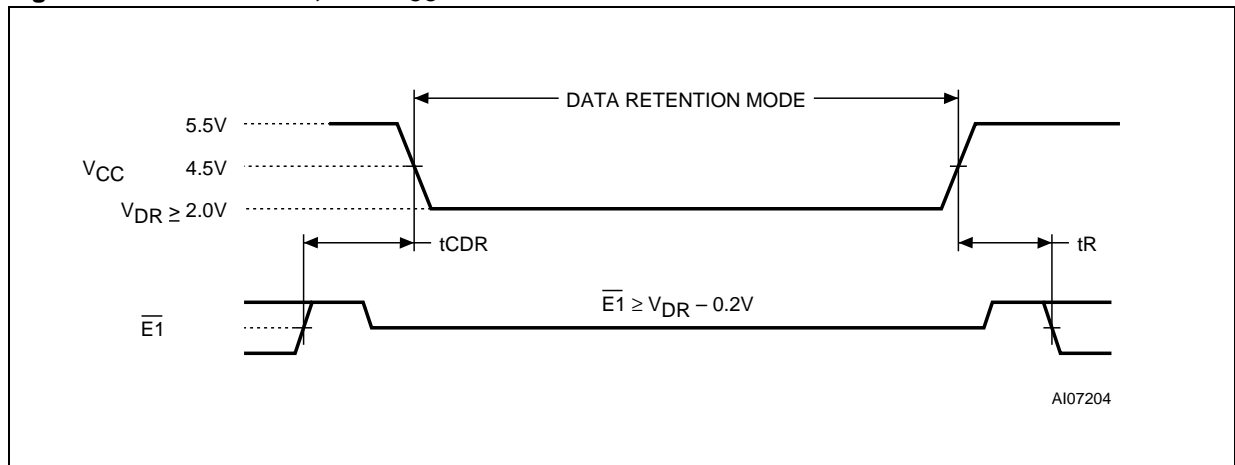 DATA RETENTION MODE
5.5V
VCC 4.5V
VDR ≥ 2.0V
tCDR
tR
E1̅ ≥ VDR – 0.2V
E1̅
AI07204